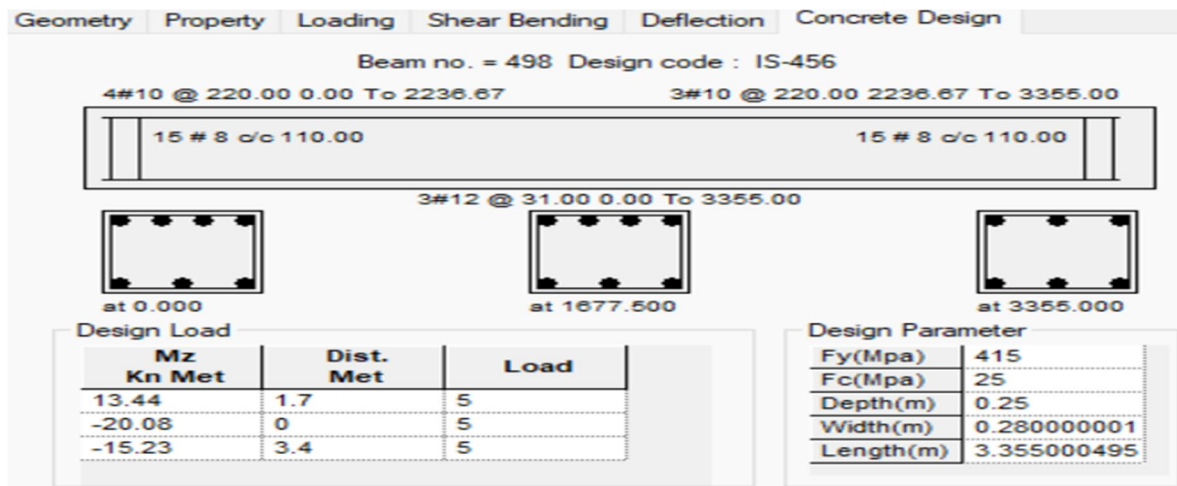 Geometry Property Loading Shear Bending Deflection Concrete Design
Beam no. = 498 Design code : IS-456
4#10 @ 220.00 0.00 To 2236.67 3#10 @ 220.00 2236.67 To 3355.00
15 # 8 c/c 110.00 15 # 8 c/c 110.00
3#12 @ 31.00 0.00 To 3355.00
at 0.000 at 1677.500 at 3355.000
Design Load Design Parameter
Mz Dist. Load
Kn Met Met
13.44 1.7 5
-20.08 0 5
-15.23 3.4 5
Fy(Mpa) 415
Fc(Mpa) 25
Depth(m) 0.25
Width(m) 0.280000001
Length(m) 3.355000495